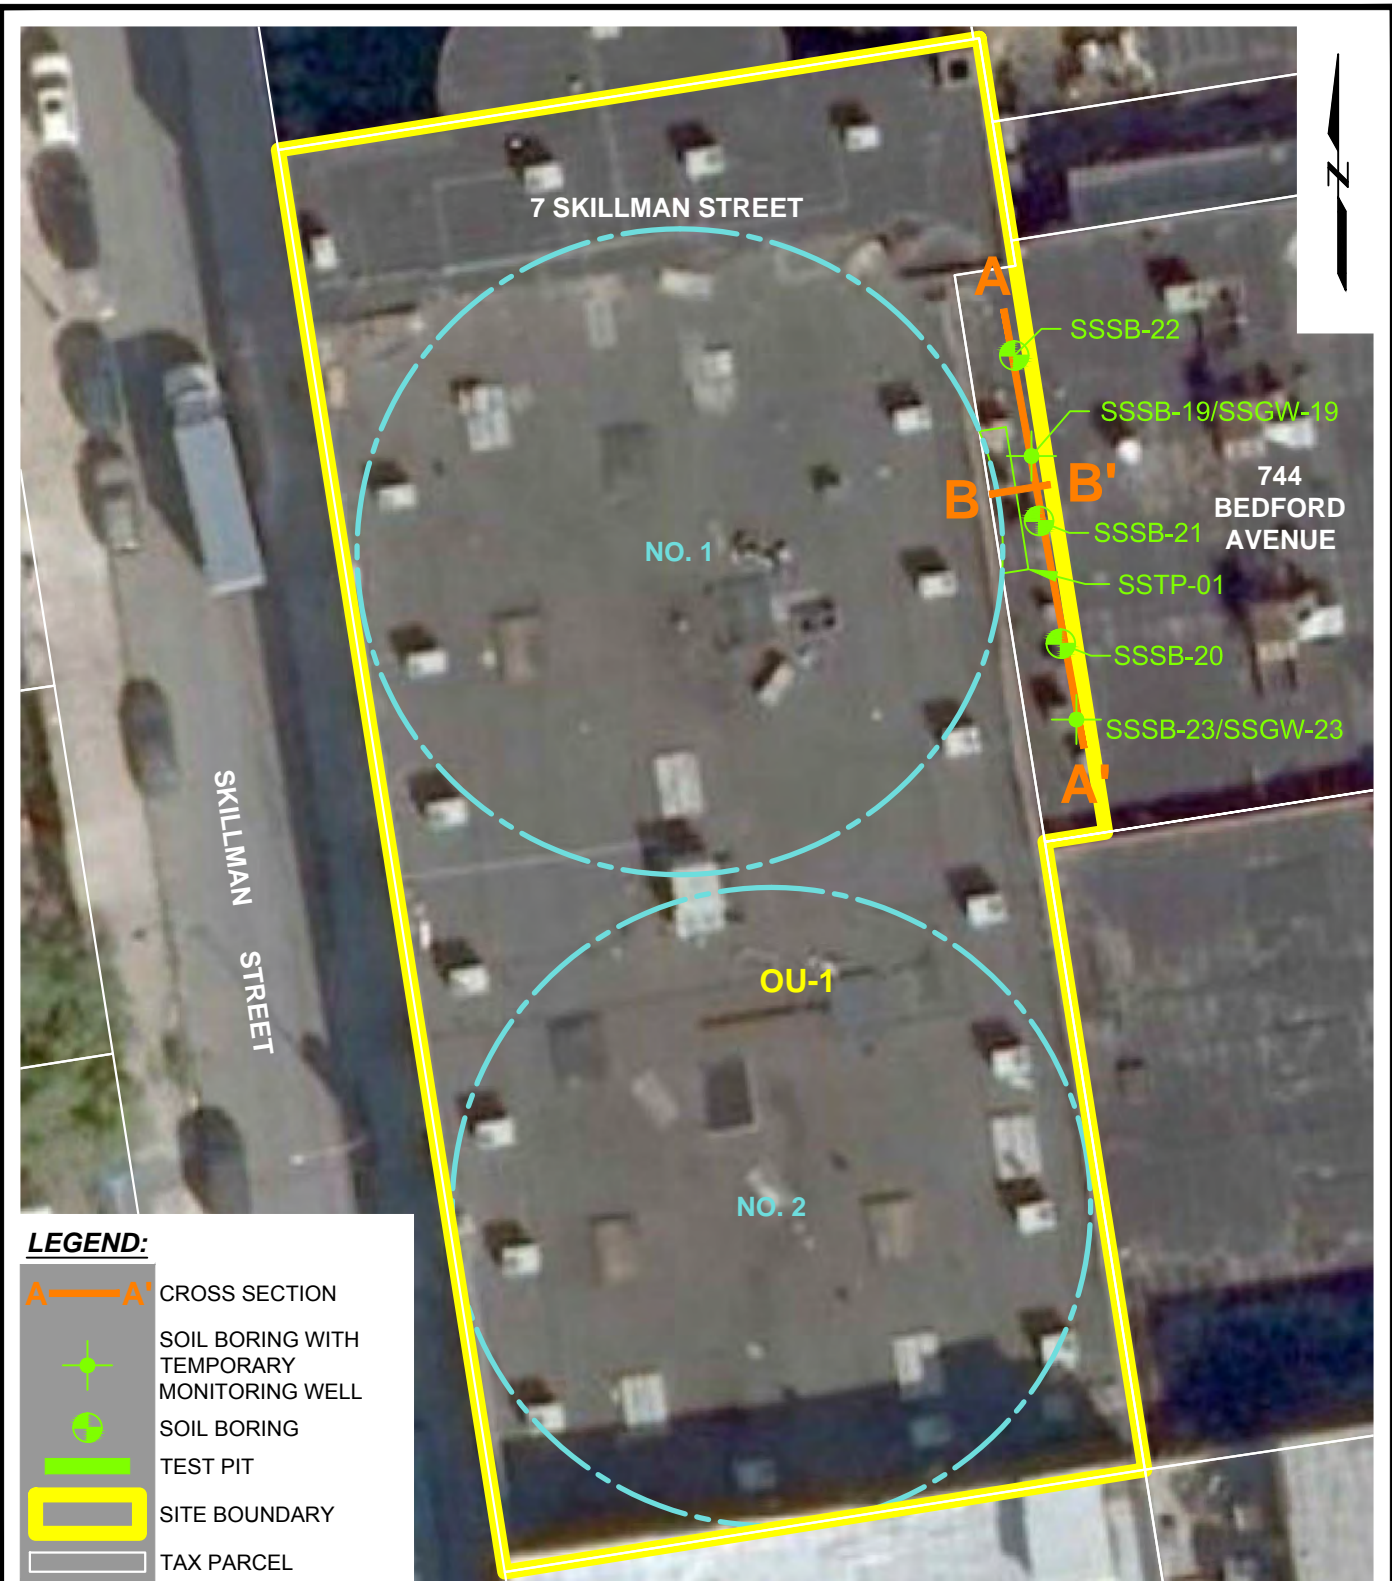 N
7 SKILLMAN STREET
A
SSSB-22
SSSB-19/SSGW-19
B
B'
744
BEDFORD
AVENUE
SSSB-21
NO. 1
SSTP-01
SSSB-20
SSSB-23/SSGW-23
A'
SKILLMAN STREET
OU-1
NO. 2
LEGEND:
A A' CROSS SECTION
SOIL BORING WITH
TEMPORARY
MONITORING WELL
SOIL BORING
TEST PIT
SITE BOUNDARY
TAX PARCEL